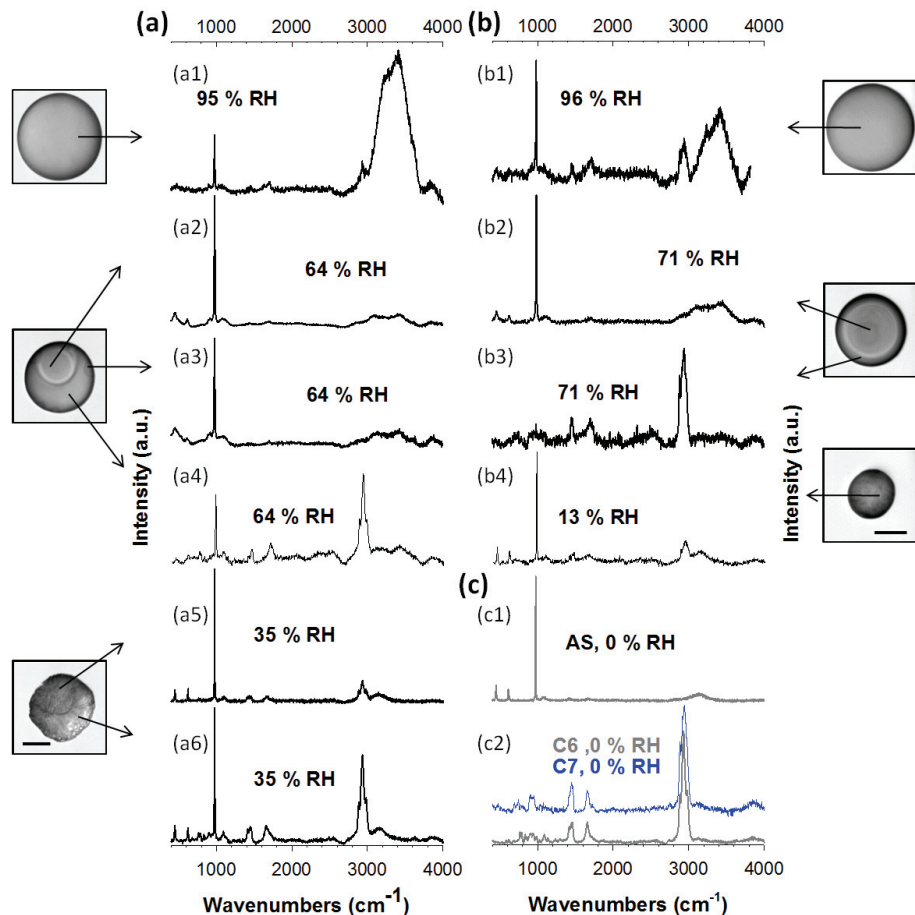 (a) (b)
1000 2000 3000 4000 1000 2000 3000 4000
(a1) (b1)
95 % RH 96 % RH
(a2) (b2)
64 % RH 71 % RH
(a3) (b3)
64 % RH 71 % RH
(a4) (b4)
64 % RH 13 % RH
(c)
(a5) (c1)
35 % RH AS, 0 % RH
(a6) (c2)
35 % RH C6 ,0 % RH
C7, 0 % RH
Intensity (a.u.) Intensity (a.u.)
1000 2000 3000 4000 1000 2000 3000 4000
Wavenumbers (cm-1) Wavenumbers (cm-1)